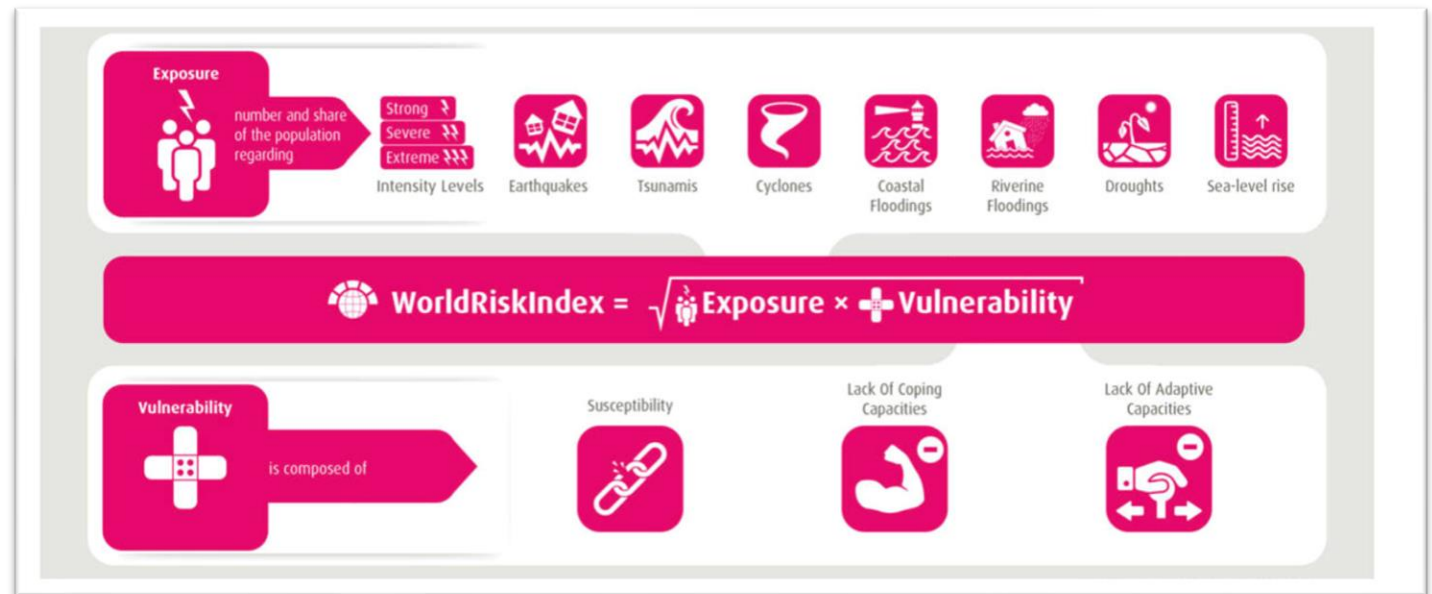 Exposure
number and share
of the population
regarding
Strong
Severe
Extreme
Intensity Levels
Earthquakes
Tsunamis
Cyclones
Coastal
Floodings
Riverine
Floodings
Droughts
Sea-level rise
WorldRiskIndex = √ Exposure × Vulnerability
Vulnerability
is composed of
Susceptibility
Lack Of Coping
Capacities
Lack Of Adaptive
Capacities